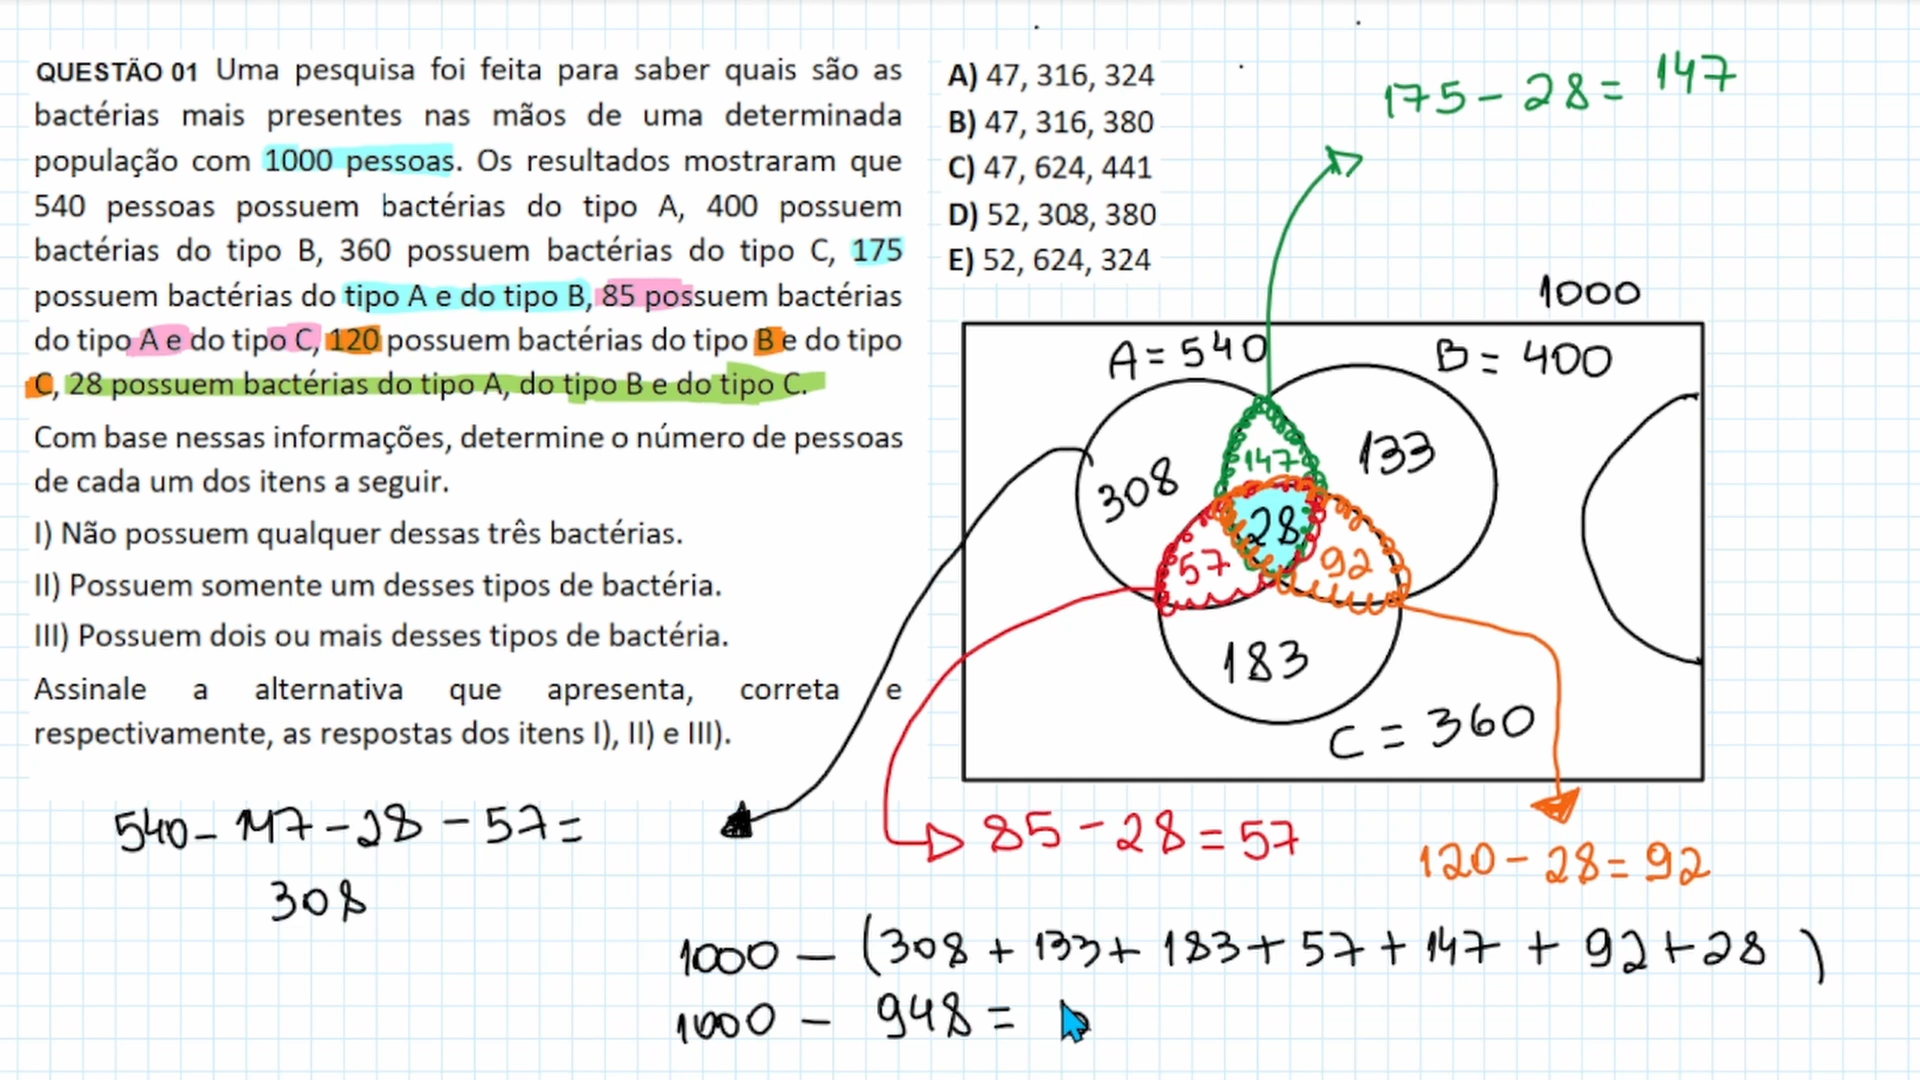 QUESTÃO 01 Uma pesquisa foi feita para saber quais são as
bactérias mais presentes nas mãos de uma determinada
população com 1000 pessoas. Os resultados mostraram que
540 pessoas possuem bactérias do tipo A, 400 possuem
bactérias do tipo B, 360 possuem bactérias do tipo C, 175
possuem bactérias do tipo A e do tipo B, 85 possuem bactérias
do tipo A e do tipo C, 120 possuem bactérias do tipo B e do tipo
C, 28 possuem bactérias do tipo A, do tipo B e do tipo C.
Com base nessas informações, determine o número de pessoas
de cada um dos itens a seguir.
I) Não possuem qualquer dessas três bactérias.
II) Possuem somente um desses tipos de bactéria.
III) Possuem dois ou mais desses tipos de bactéria.
Assinale a alternativa que apresenta, correta e
respectivamente, as respostas dos itens I), II) e III).
A) 47, 316, 324
B) 47, 316, 380
C) 47, 624, 441
D) 52, 308, 380
E) 52, 624, 324
175 - 28 = 147
1000
A = 540
B = 400
308
147
133
28
57
92
183
C = 360
540 - 147 - 28 - 57 =
308
85 - 28 = 57
120 - 28 = 92
1000 - (308 + 133 + 183 + 57 + 147 + 92 + 28 )
1000 - 948 =